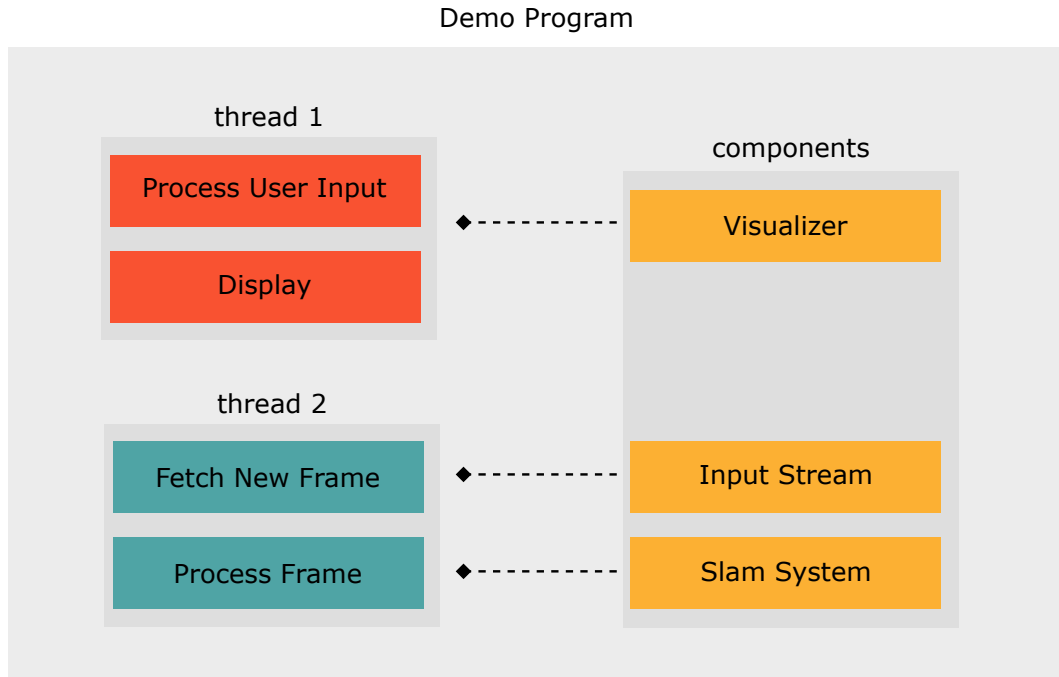 Demo Program
thread 1
Process User Input
Display
thread 2
Fetch New Frame
Process Frame
components
Visualizer
Input Stream
Slam System